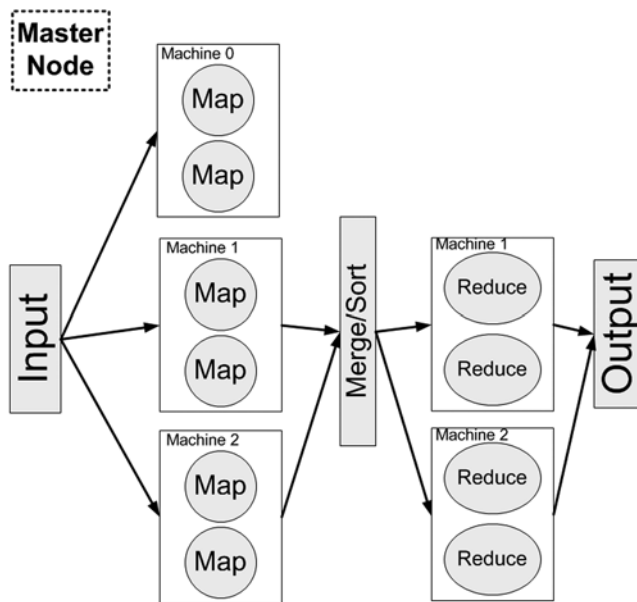 Master
Node
Machine 0
Map
Map
Machine 1
Map
Map
Machine 2
Map
Map
Input
Merge/Sort
Machine 1
Reduce
Reduce
Machine 2
Reduce
Reduce
Output